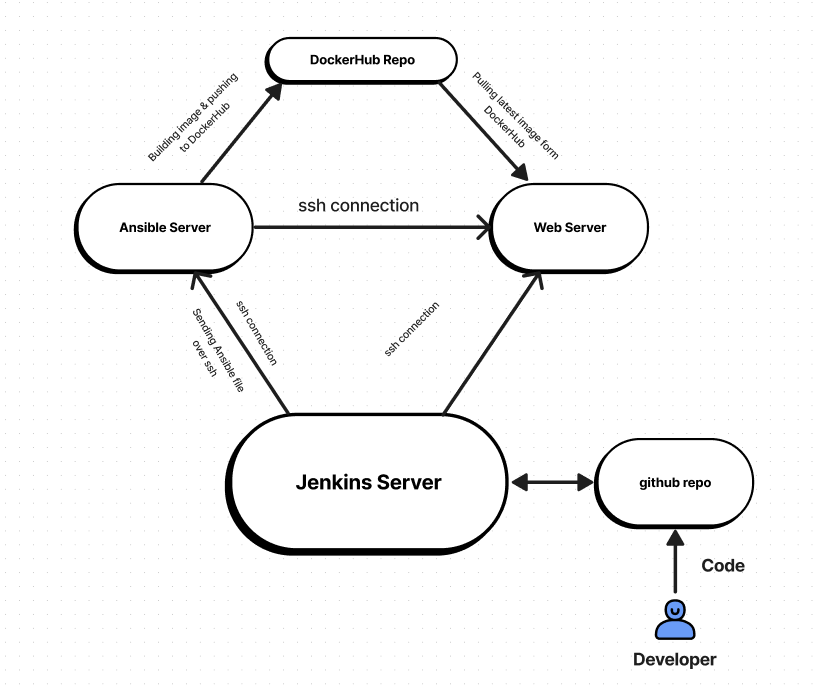 DockerHub Repo
Building image & pushing
to DockerHub
Pulling latest image form
DockerHub
ssh connection
Ansible Server
Web Server
ssh connection
Sending Ansible file
over ssh
ssh connection
Jenkins Server
github repo
Code
Developer